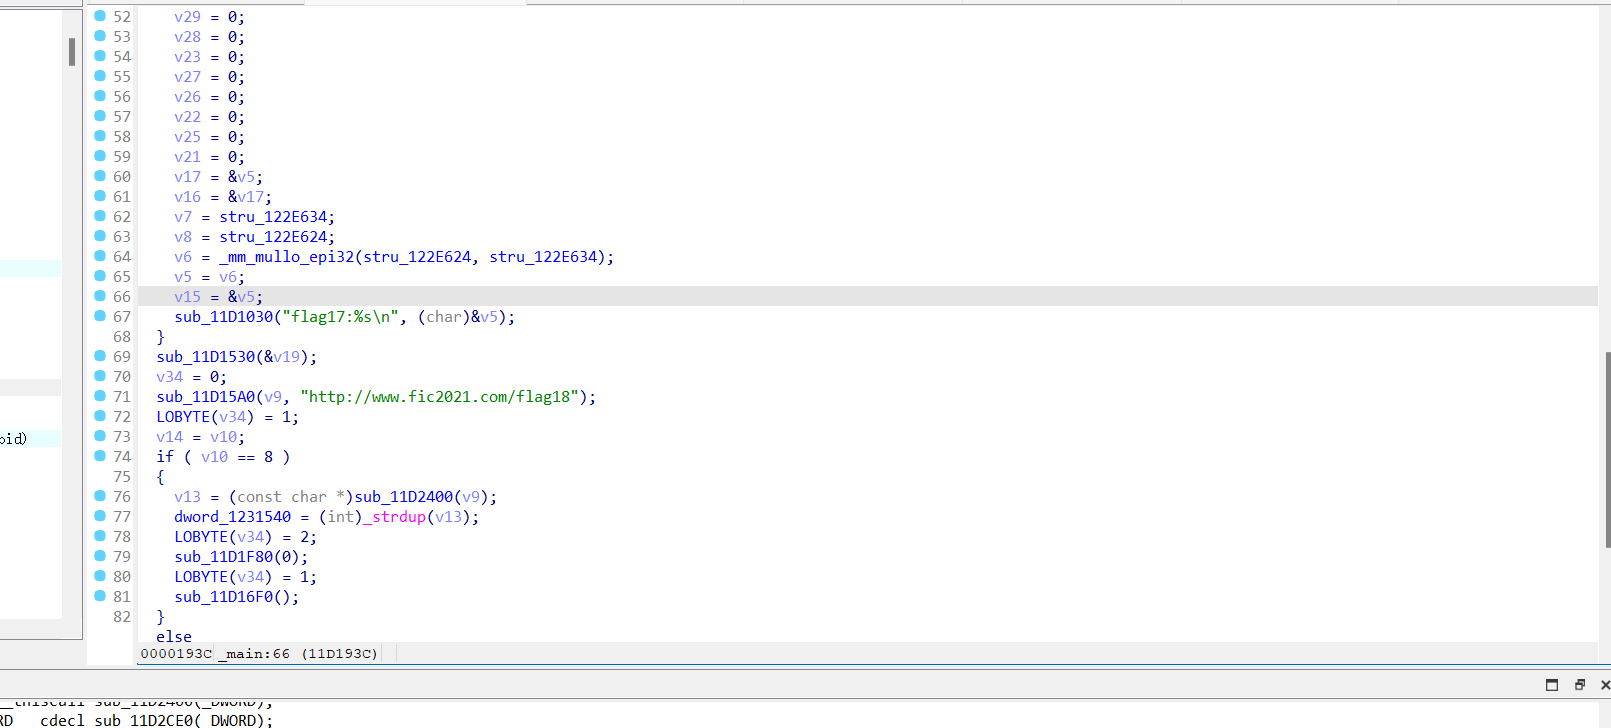 52 v29 = 0;
53 v28 = 0;
54 v23 = 0;
55 v27 = 0;
56 v26 = 0;
57 v22 = 0;
58 v25 = 0;
59 v21 = 0;
60 v17 = &v5;
61 v16 = &v17;
62 v7 = stru_122E634;
63 v8 = stru_122E624;
64 v6 = _mm_mullo_epi32(stru_122E624, stru_122E634);
65 v5 = v6;
66 v15 = &v5;
67 sub_11D1030("flag17:%s\n", (char)&v5);
68 }
69 sub_11D1530(&v19);
70 v34 = 0;
71 sub_11D15A0(v9, "http://www.fic2021.com/flag18");
72 LOBYTE(v34) = 1;
oid) 73 v14 = v10;
74 if ( v10 == 8 )
75 {
76 v13 = (const char *)sub_11D2400(v9);
77 dword_1231540 = (int)_strdup(v13);
78 LOBYTE(v34) = 2;
79 sub_11D1F80(0);
80 LOBYTE(v34) = 1;
81 sub_11D16F0();
82 }
else
0000193C _main:66 (11D193C)
__thiscall sub_11D2400(_DWORD);
RD __cdecl sub_11D2CE0(_DWORD);